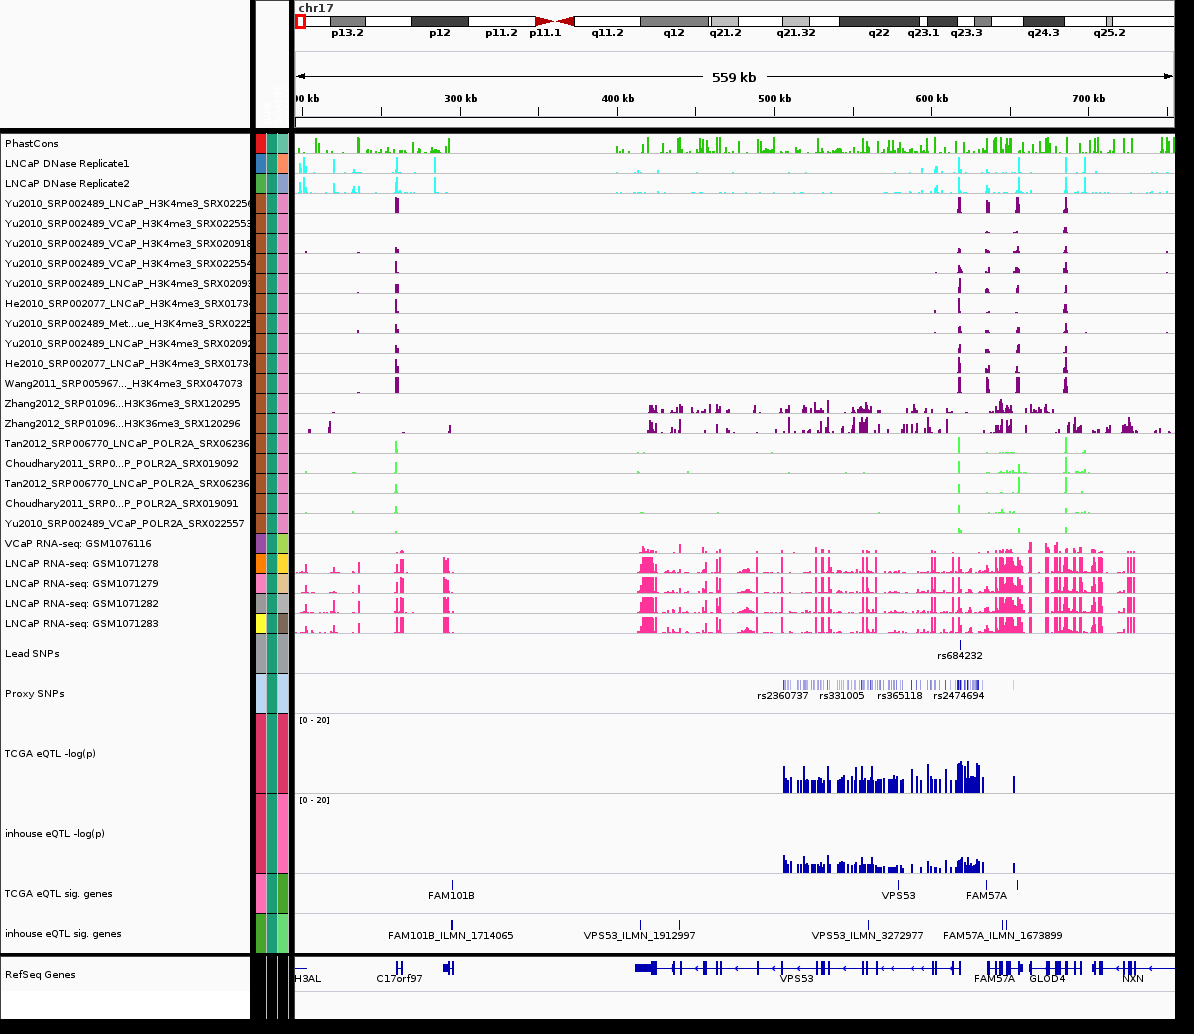 chr17
p13.2 p12 p11.2 p11.1 q11.2 q12 q21.2 q21.32 q22 q23.1 q23.3 q24.3 q25.2
559 kb
00 kb 300 kb 400 kb 500 kb 600 kb 700 kb
PhastCons
LNCaP DNase Replicate1
LNCaP DNase Replicate2
Yu2010_SRP002489_LNCaP_H3K4me3_SRX02256
Yu2010_SRP002489_VCaP_H3K4me3_SRX022553
Yu2010_SRP002489_VCaP_H3K4me3_SRX020918
Yu2010_SRP002489_VCaP_H3K4me3_SRX022554
Yu2010_SRP002489_LNCaP_H3K4me3_SRX0209
He2010_SRP002077_LNCaP_H3K4me3_SRX0173
Yu2010_SRP002489_Met...ue_H3K4me3_SRX0225
Yu2010_SRP002489_LNCaP_H3K4me3_SRX02092
He2010_SRP002077_LNCaP_H3K4me3_SRX0173
Wang2011_SRP005967..._H3K4me3_SRX047073
Zhang2012_SRP01096...H3K36me3_SRX120295
Zhang2012_SRP01096...H3K36me3_SRX120296
Tan2012_SRP006770_LNCaP_POLR2A_SRX06236
Choudhary2011_SRP0...P_POLR2A_SRX019092
Tan2012_SRP006770_LNCaP_POLR2A_SRX06236
Choudhary2011_SRP0...P_POLR2A_SRX019091
Yu2010_SRP002489_VCaP_POLR2A_SRX022557
VCaP RNA-seq: GSM1076116
LNCaP RNA-seq: GSM1071278
LNCaP RNA-seq: GSM1071279
LNCaP RNA-seq: GSM1071282
LNCaP RNA-seq: GSM1071283
Lead SNPs
rs684232
Proxy SNPs
rs2360737 rs331005 rs365118 rs2474694
[0 - 20]
TCGA eQTL -log(p)
[0 - 20]
inhouse eQTL -log(p)
TCGA eQTL sig. genes
FAM101B VPS53 FAM57A
inhouse eQTL sig. genes
FAM101B_ILMN_1714065 VPS53_ILMN_1912997 VPS53_ILMN_3272977 FAM57A_ILMN_1673899
RefSeq Genes
H3AL C17orf97 VPS53 FAM57A GLOD4 NXN